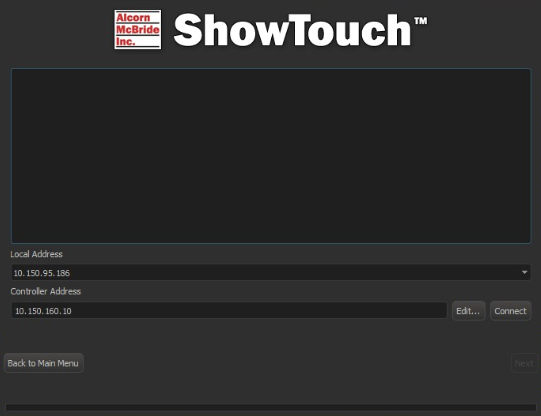 Alcorn
McBride
Inc.
ShowTouch™
Local Address
10.150.95.186
Controller Address
10.150.160.10
Edit...
Connect
Back to Main Menu
Next